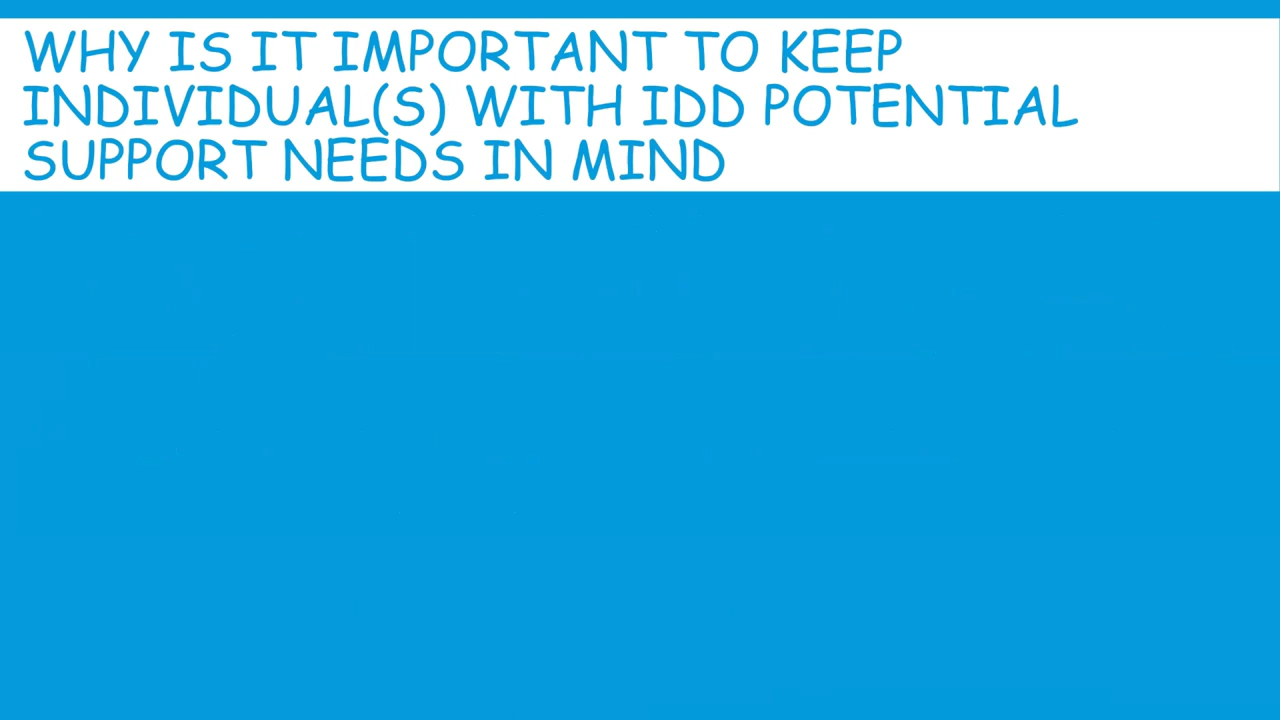 WHY IS IT IMPORTANT TO KEEP
INDIVIDUAL(S) WITH IDD POTENTIAL
SUPPORT NEEDS IN MIND